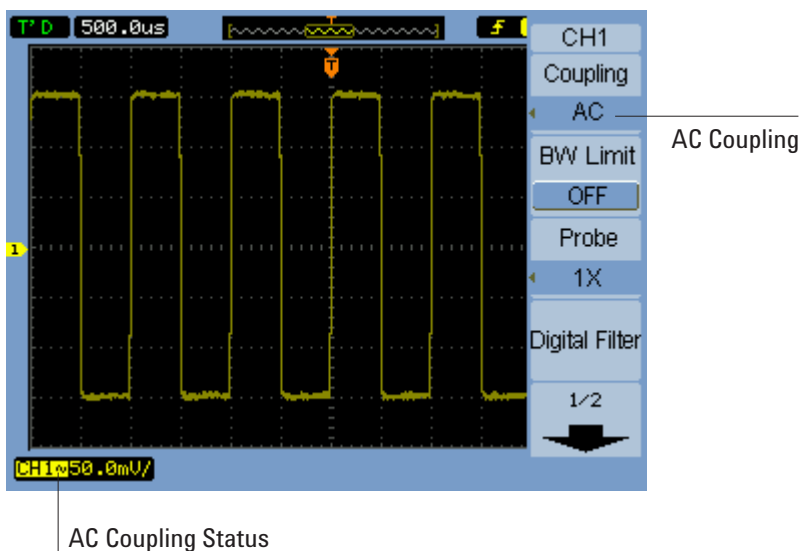 T'D 500.0us
T
T
CH1
Coupling
AC
AC Coupling
BW Limit
OFF
Probe
1
1X
Digital Filter
1/2
CH1~50.0mV/
AC Coupling Status